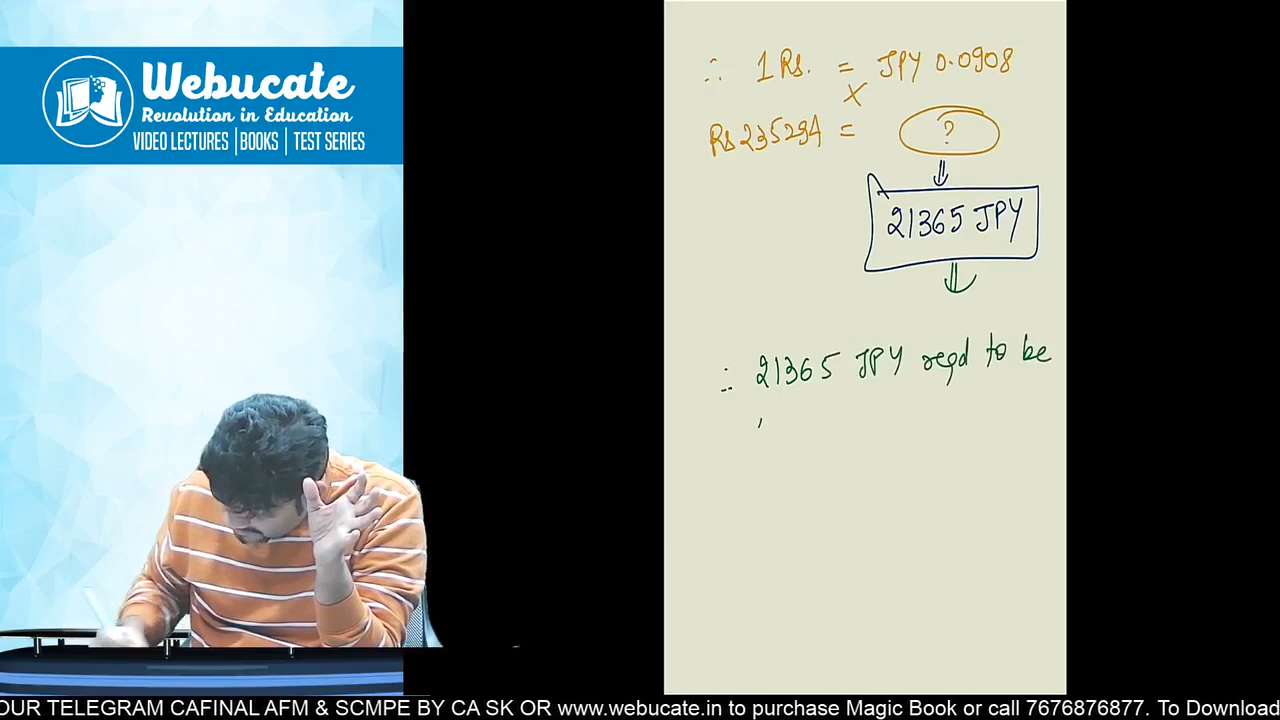 Webucate
Revolution in Education
VIDEO LECTURES | BOOKS | TEST SERIES
∴ 1 Rs. = JPY 0.0908
X
Rs 235294 = ?
⇓
21365 JPY
⇓
∴ 21365 JPY reqd to be
OUR TELEGRAM CAFINAL AFM & SCMPE BY CA SK OR www.webucate.in to purchase Magic Book or call 7676876877. To Download